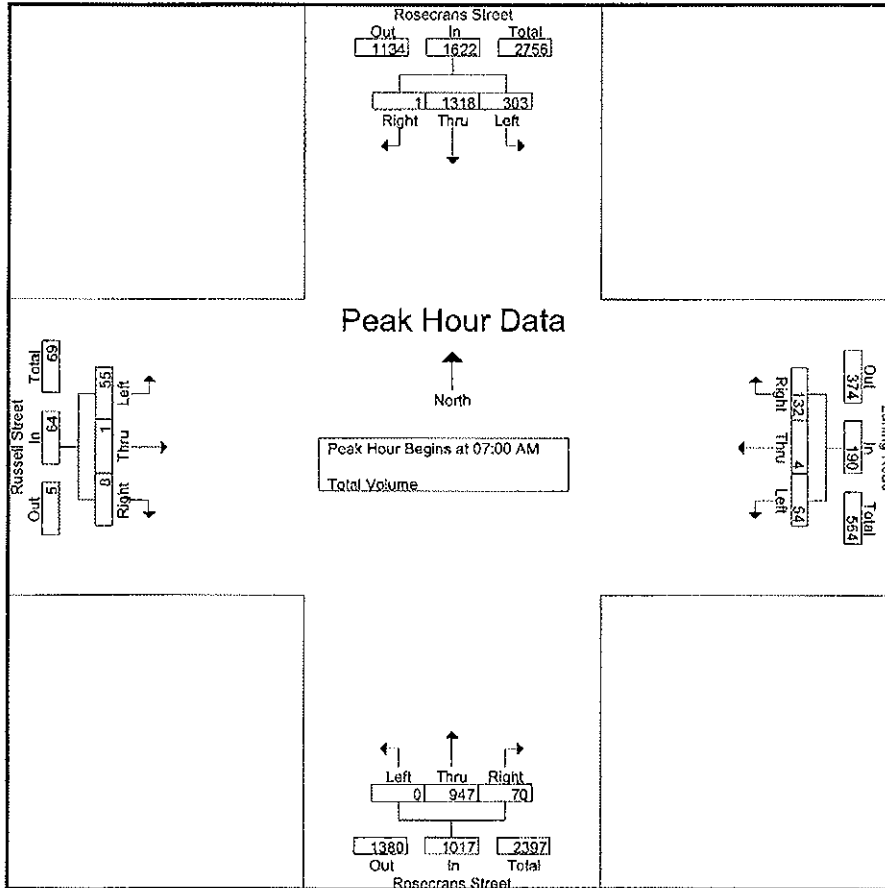 Rosecrans Street
Out In Total
1134 1622 2756
1 1318 303
Right Thru Left
Peak Hour Data
North
Peak Hour Begins at 07:00 AM
Total Volume
Russell Street
Out In Total
5 64 69
8 1 55
Right Thru Left
Out In Total
374 190 564
132 4 54
Right Thru Left
Left Thru Right
0 947 70
1380 1017 2397
Out In Total
Rosecrans Street